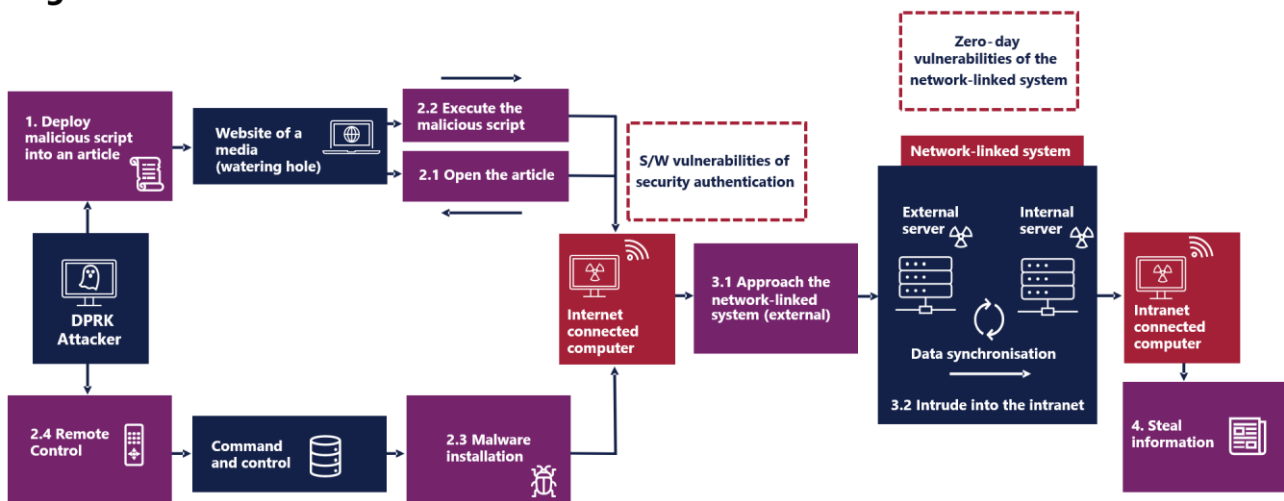 Zero-day
vulnerabilities of the
network-linked system
1. Deploy
malicious script
into an article
Website of a
media
(watering hole)
2.2 Execute the
malicious script
2.1 Open the article
S/W vulnerabilities of
security authentication
Network-linked system
External
server
Internal
server
DPRK
Attacker
Internet
connected
computer
3.1 Approach the
network-linked
system (external)
Data synchronisation
3.2 Intrude into the intranet
Intranet
connected
computer
2.4 Remote
Control
Command
and control
2.3 Malware
installation
4. Steal
information